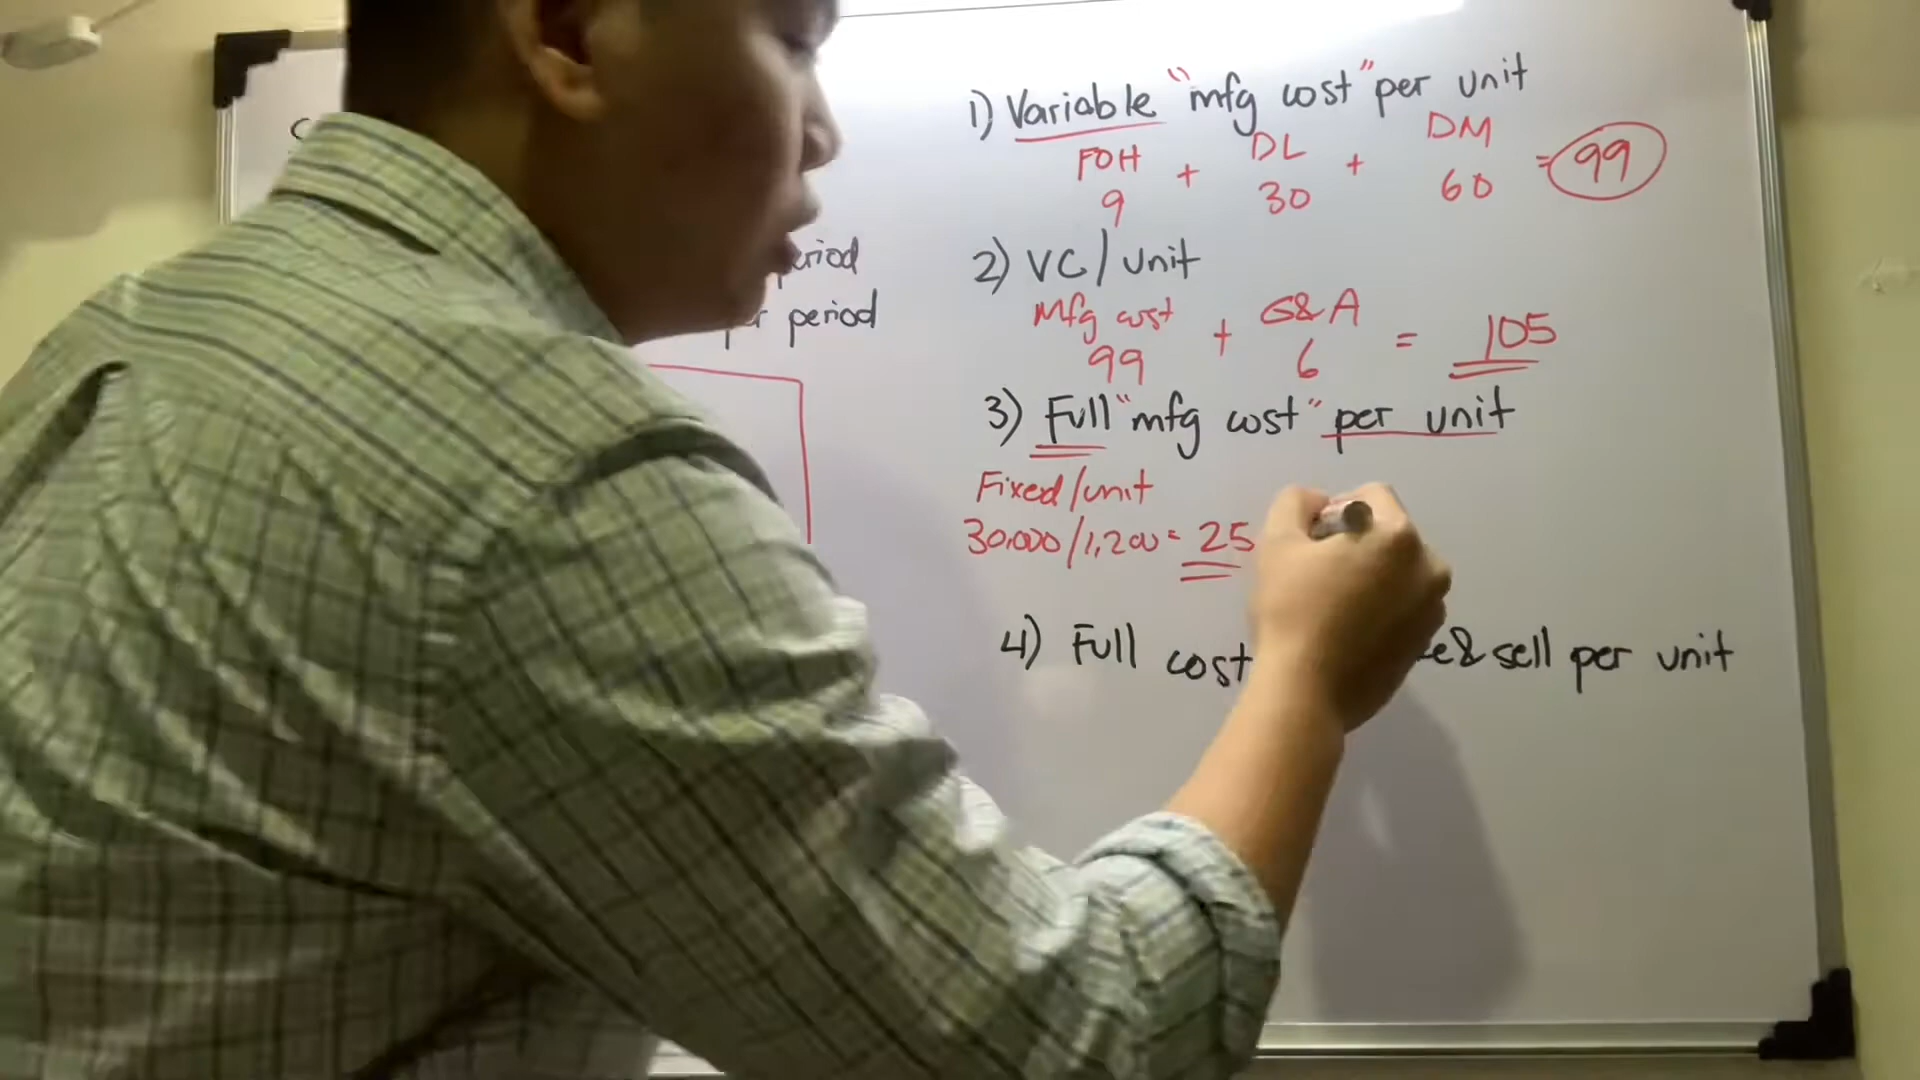 period
period
1) Variable "mfg cost" per unit
FOH + DL + DM
9 30 60 = 99
2) VC/unit
Mfg cost + G&A
99 6 = 105
3) Full "mfg cost" per unit
Fixed/unit
30,000/1,200 = 25
4) Full cost e & sell per unit